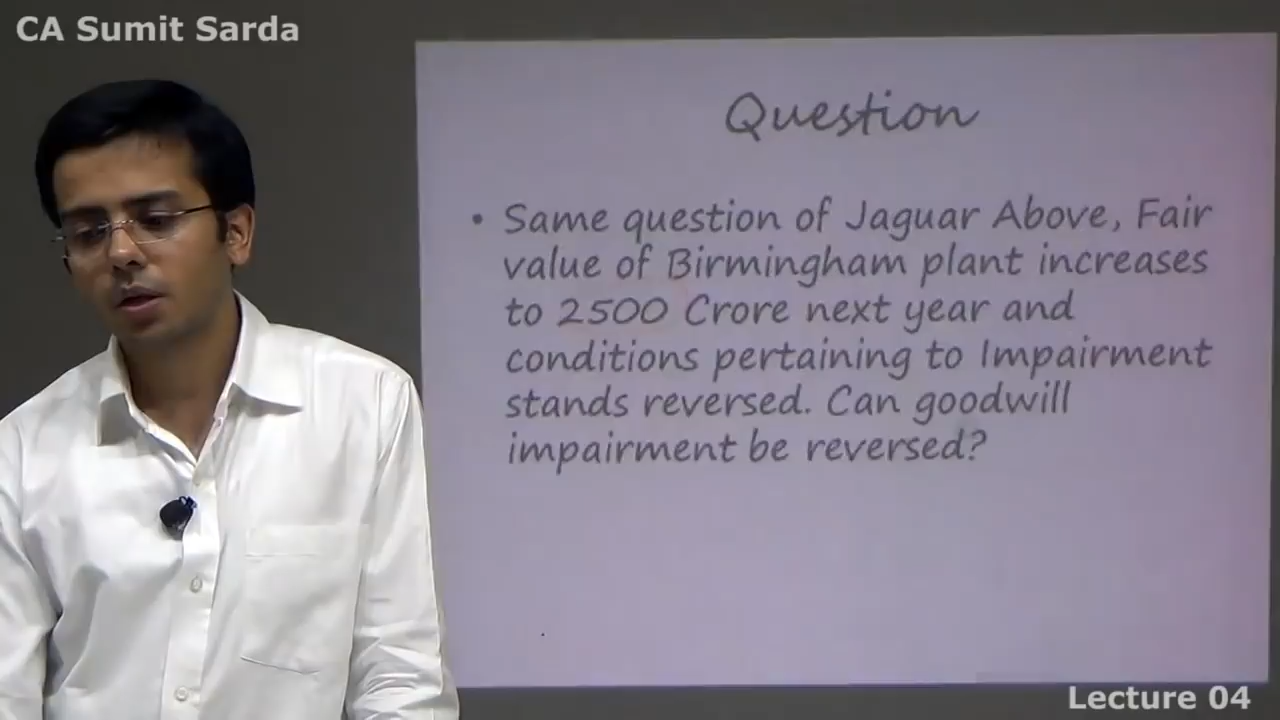 CA Sumit Sarda
Question
• Same question of Jaguar Above, Fair
value of Birmingham plant increases
to 2500 Crore next year and
conditions pertaining to Impairment
stands reversed. Can goodwill
impairment be reversed?
Lecture 04